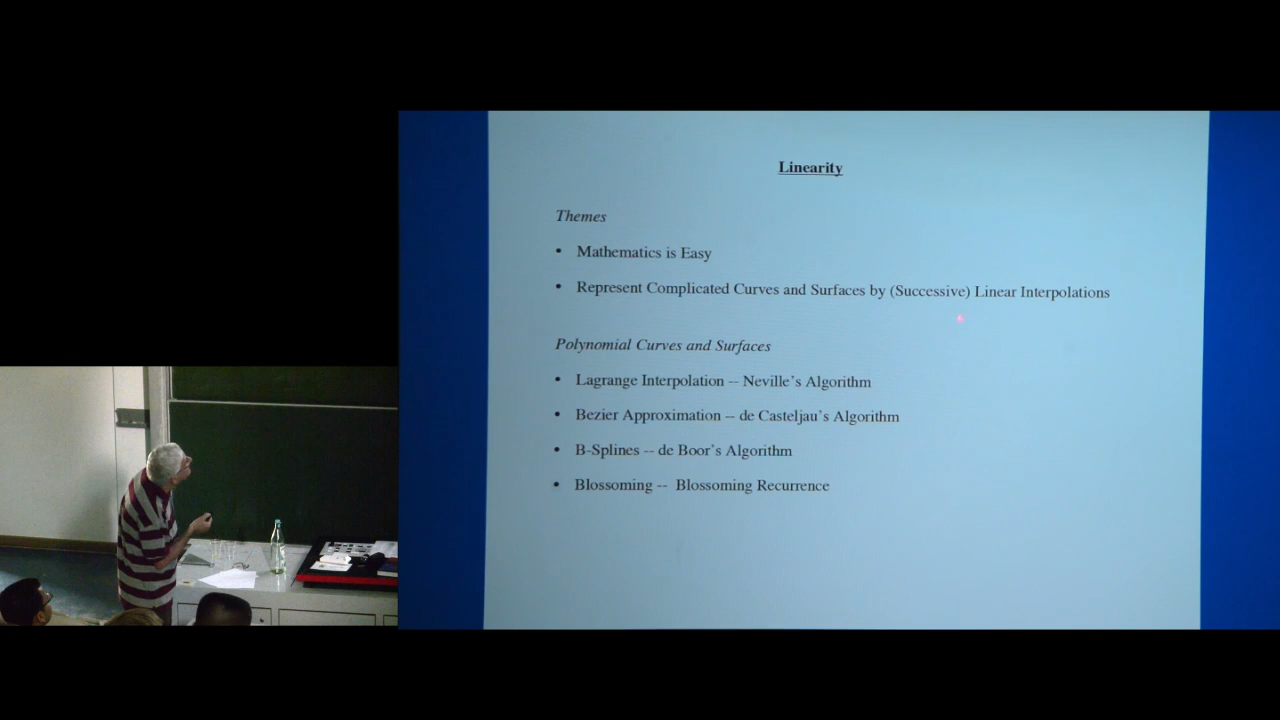 Linearity
Themes
• Mathematics is Easy
• Represent Complicated Curves and Surfaces by (Successive) Linear Interpolations
Polynomial Curves and Surfaces
• Lagrange Interpolation -- Neville's Algorithm
• Bezier Approximation -- de Casteljau's Algorithm
• B-Splines -- de Boor's Algorithm
• Blossoming -- Blossoming Recurrence